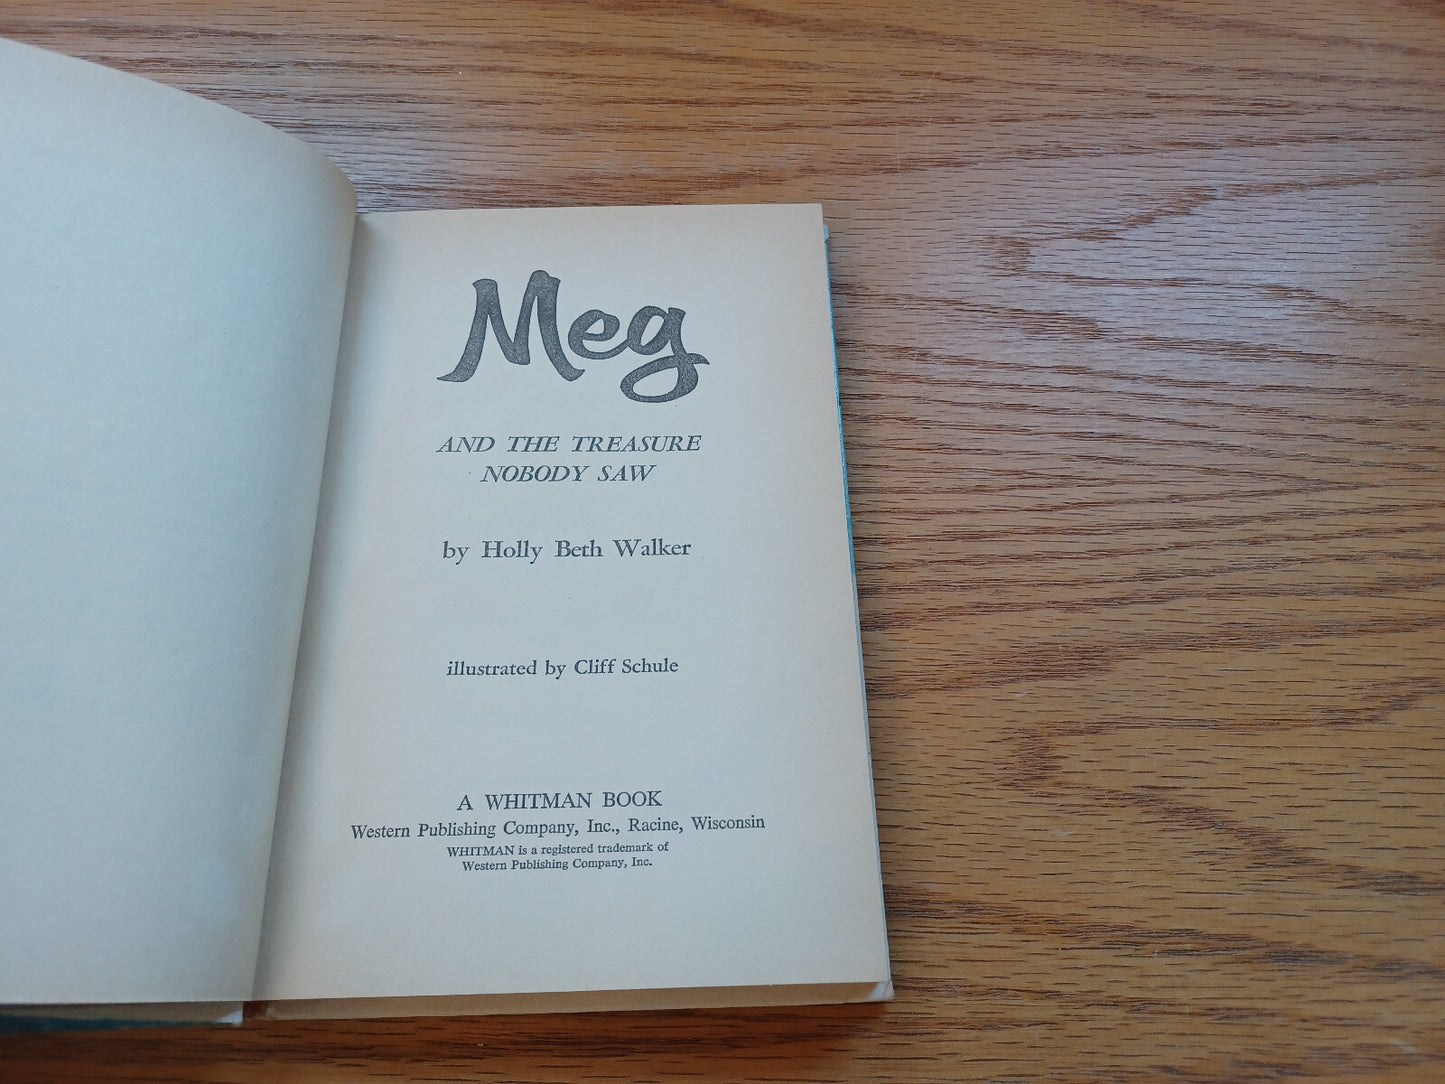 Meg
AND THE TREASURE
NOBODY SAW
by Holly Beth Walker
illustrated by Cliff Schule
A WHITMAN BOOK
Western Publishing Company, Inc., Racine, Wisconsin
WHITMAN is a registered trademark of
Western Publishing Company, Inc.